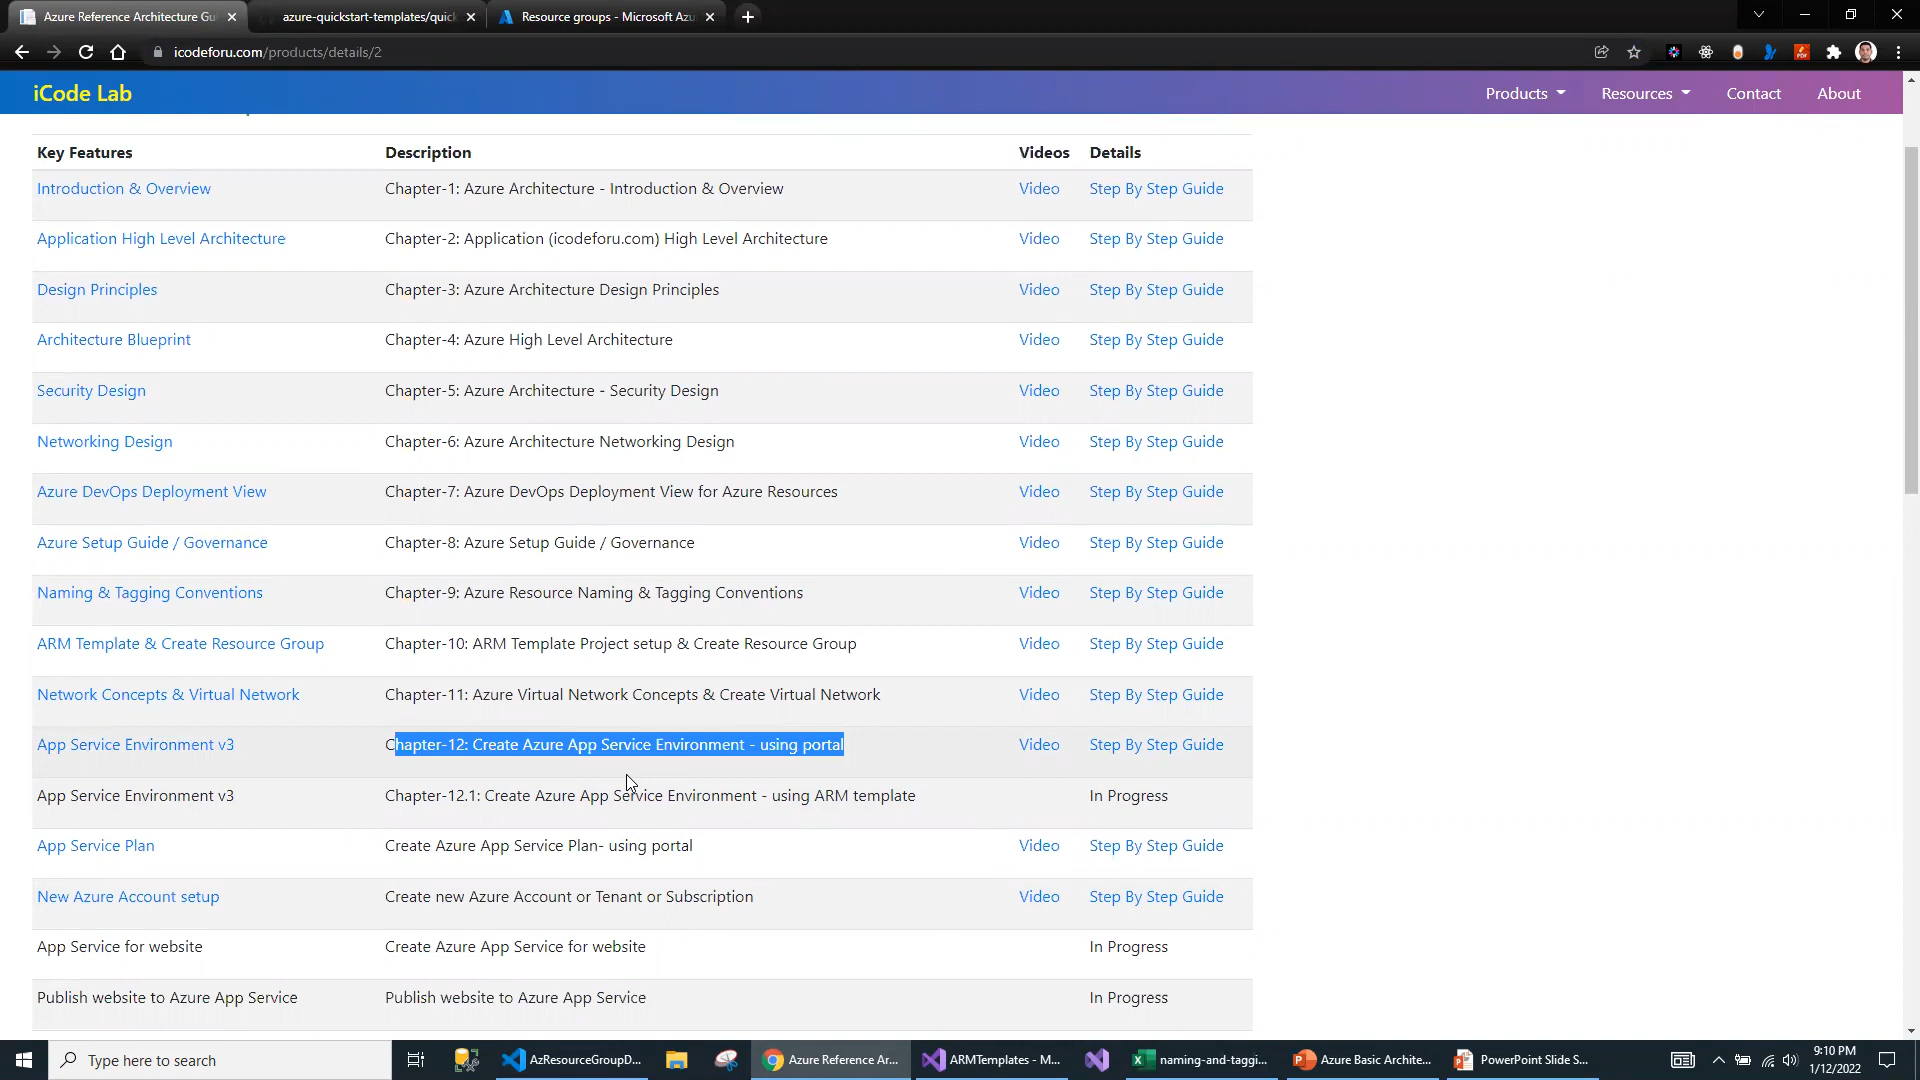 Azure Reference Architecture Gu
azure-quickstart-templates/quick
Resource groups - Microsoft Azu
icodeforu.com/products/details/2
iCode Lab
Products
Resources
Contact
About
Key Features Description Videos Details
Introduction & Overview Chapter-1: Azure Architecture - Introduction & Overview Video Step By Step Guide
Application High Level Architecture Chapter-2: Application (icodeforu.com) High Level Architecture Video Step By Step Guide
Design Principles Chapter-3: Azure Architecture Design Principles Video Step By Step Guide
Architecture Blueprint Chapter-4: Azure High Level Architecture Video Step By Step Guide
Security Design Chapter-5: Azure Architecture - Security Design Video Step By Step Guide
Networking Design Chapter-6: Azure Architecture Networking Design Video Step By Step Guide
Azure DevOps Deployment View Chapter-7: Azure DevOps Deployment View for Azure Resources Video Step By Step Guide
Azure Setup Guide / Governance Chapter-8: Azure Setup Guide / Governance Video Step By Step Guide
Naming & Tagging Conventions Chapter-9: Azure Resource Naming & Tagging Conventions Video Step By Step Guide
ARM Template & Create Resource Group Chapter-10: ARM Template Project setup & Create Resource Group Video Step By Step Guide
Network Concepts & Virtual Network Chapter-11: Azure Virtual Network Concepts & Create Virtual Network Video Step By Step Guide
App Service Environment v3 Chapter-12: Create Azure App Service Environment - using portal Video Step By Step Guide
App Service Environment v3 Chapter-12.1: Create Azure App Service Environment - using ARM template In Progress
App Service Plan Create Azure App Service Plan- using portal Video Step By Step Guide
New Azure Account setup Create new Azure Account or Tenant or Subscription Video Step By Step Guide
App Service for website Create Azure App Service for website In Progress
Publish website to Azure App Service Publish website to Azure App Service In Progress
Type here to search
AzResourceGroupD...
Azure Reference Ar...
ARMTemplates - M...
naming-and-taggi...
Azure Basic Archite...
PowerPoint Slide S...
9:10 PM
1/12/2022